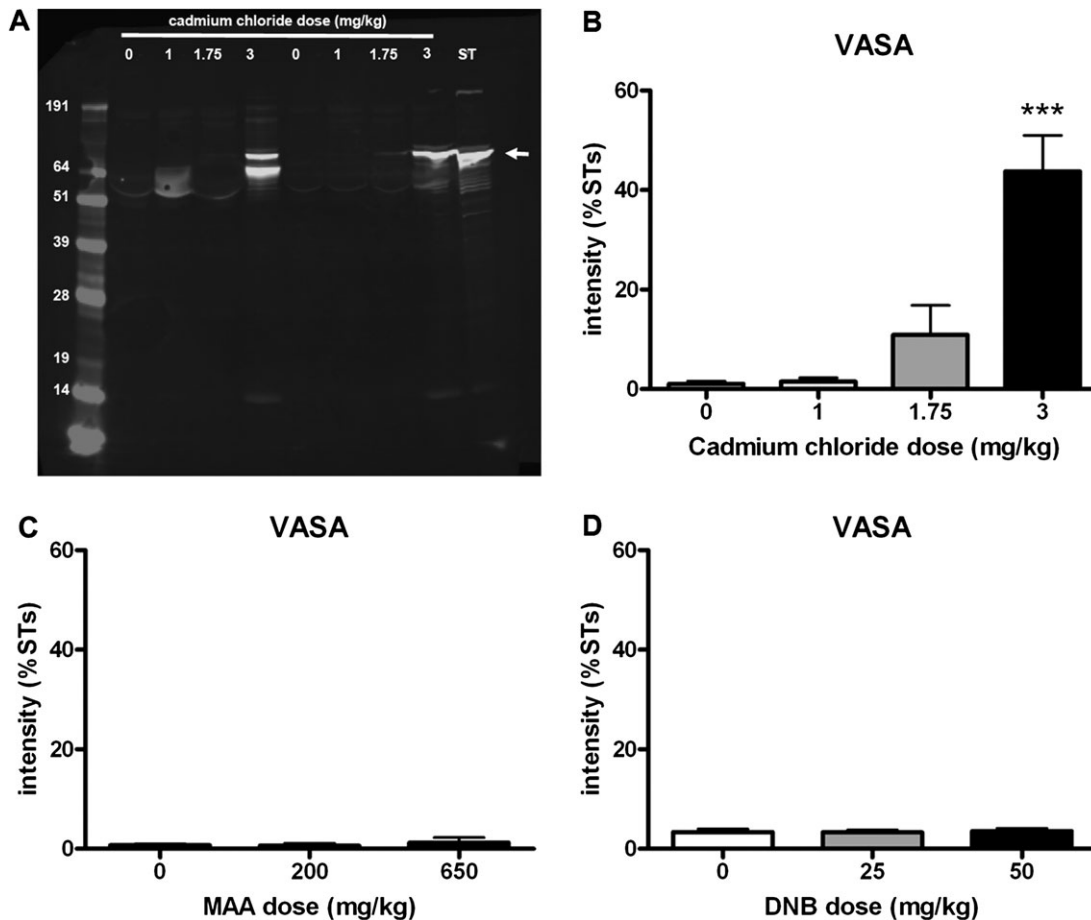 A
cadmium chloride dose (mg/kg)
0 1 1.75 3 0 1 1.75 3 ST
191
64
51
39
28
19
14
B
VASA
***
60
40
20
0
intensity (%STs)
0 1 1.75 3
Cadmium chloride dose (mg/kg)
C
VASA
60
40
20
0
intensity (%STs)
0 200 650
MAA dose (mg/kg)
D
VASA
60
40
20
0
intensity (%STs)
0 25 50
DNB dose (mg/kg)